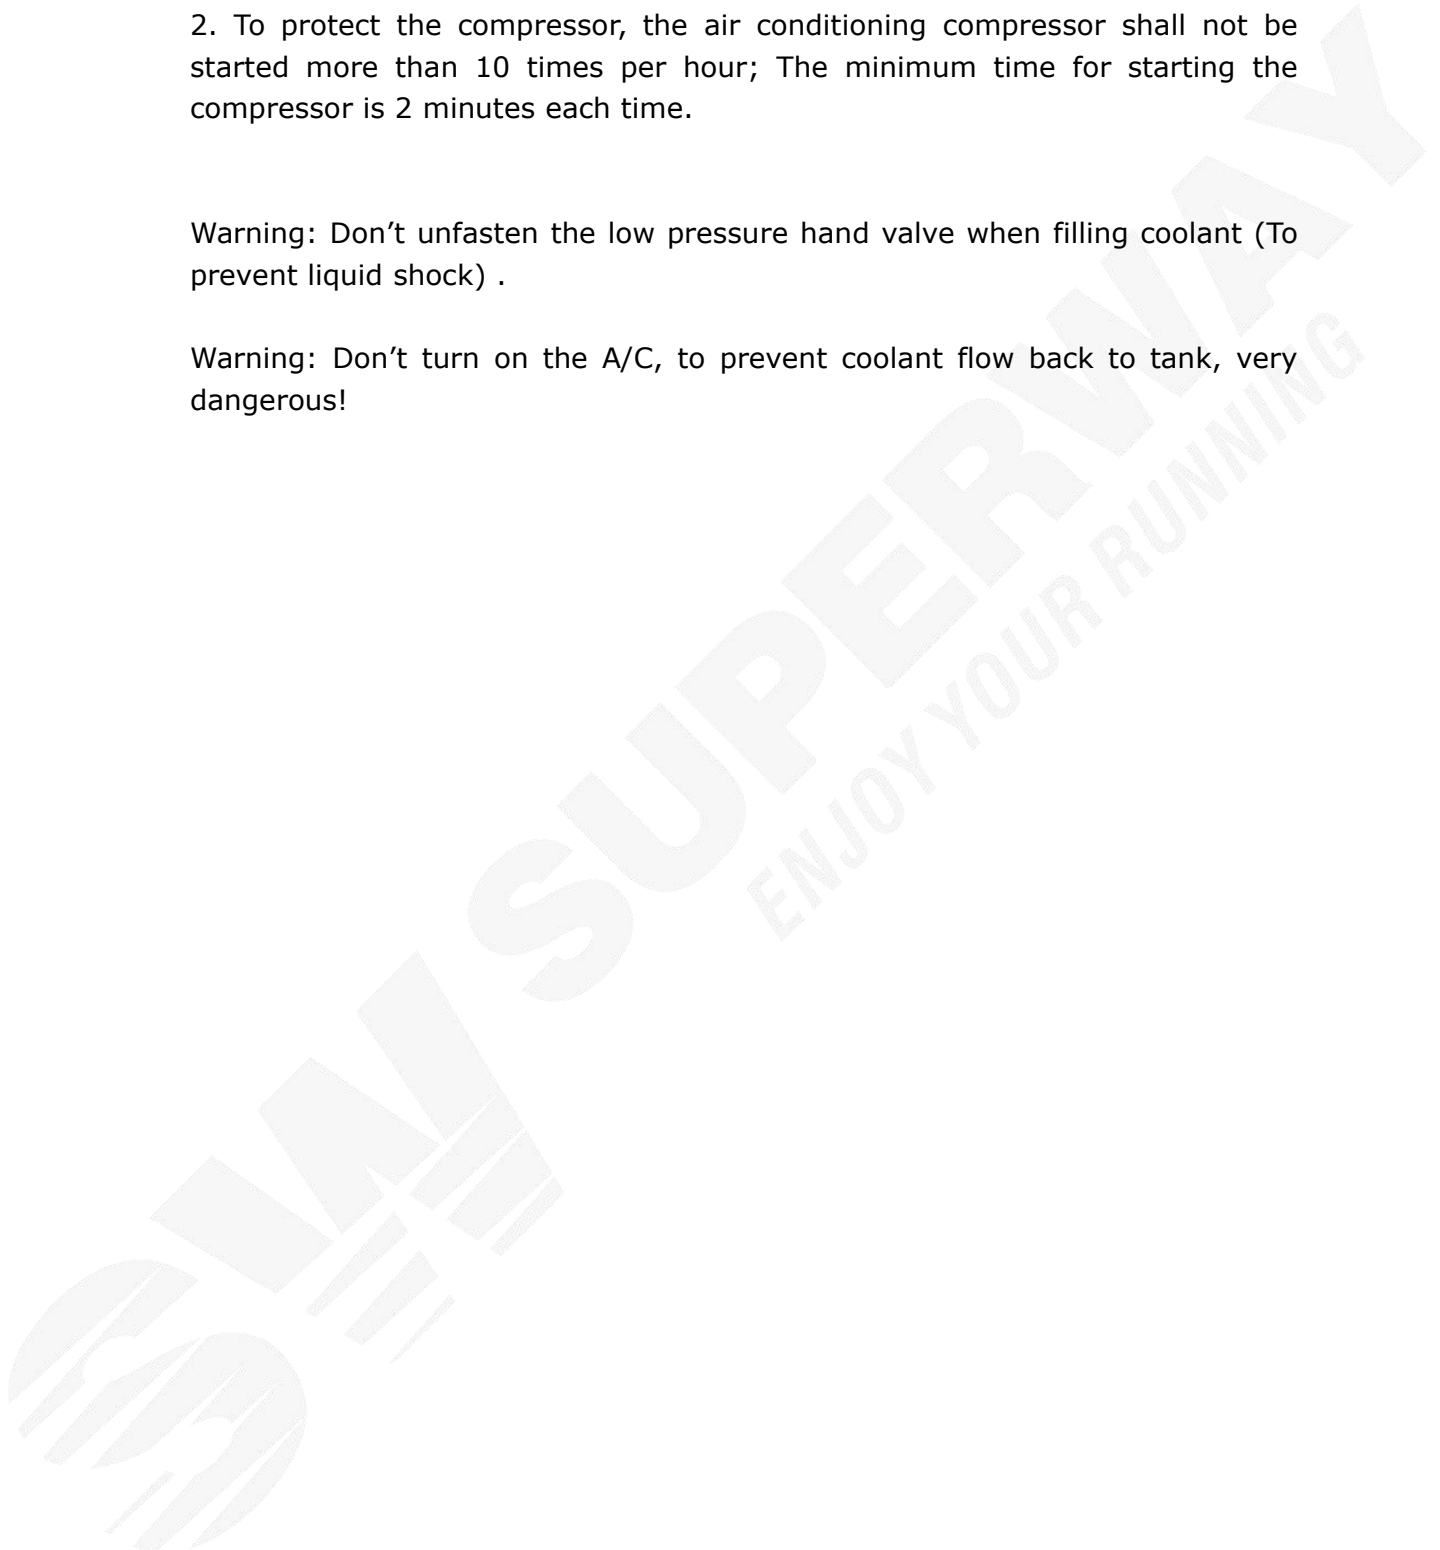 2. To protect the compressor, the air conditioning compressor shall not be
started more than 10 times per hour; The minimum time for starting the
compressor is 2 minutes each time.
Warning: Don’t unfasten the low pressure hand valve when filling coolant (To
prevent liquid shock) .
Warning: Don’t turn on the A/C, to prevent coolant flow back to tank, very
dangerous!
SUPERWAY
ENJOY YOUR RUNNING
SW